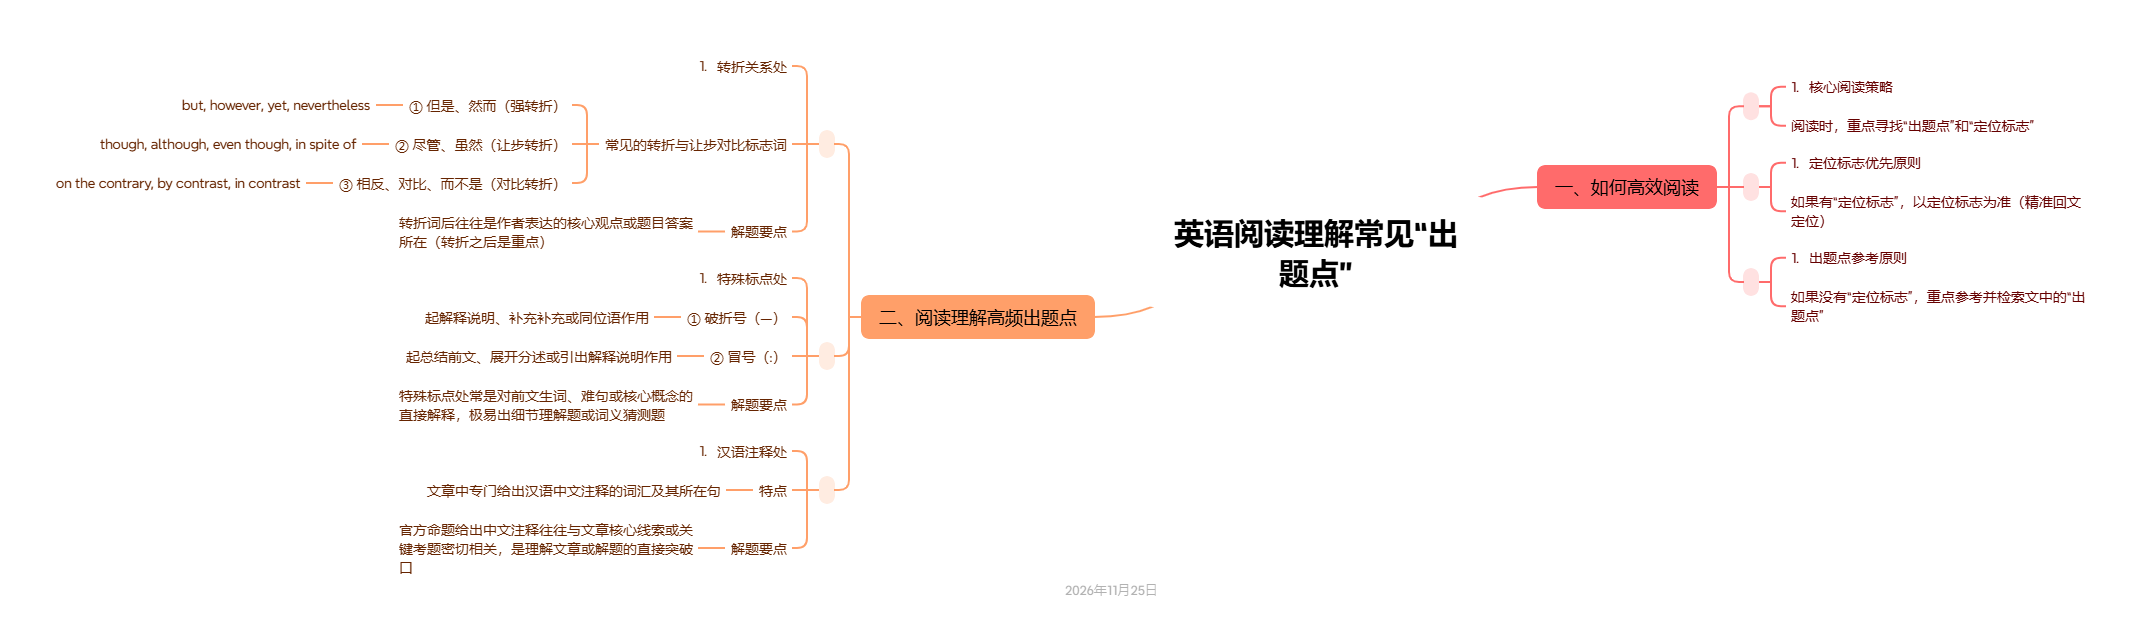 英语阅读理解常见“出
题点”
一、如何高效阅读
1. 核心阅读策略
阅读时，重点寻找“出题点”和“定位标志”
1. 定位标志优先原则
如果有“定位标志”，以定位标志为准（精准回文
定位）
1. 出题点参考原则
如果没有“定位标志”，重点参考并检索文中的“出
题点”
二、阅读理解高频出题点
1. 转折关系处
常见的转折与让步对比标志词
① 但是、然而（强转折）
but, however, yet, nevertheless
② 尽管、虽然（让步转折）
though, although, even though, in spite of
③ 相反、对比、而不是（对比转折）
on the contrary, by contrast, in contrast
解题要点
转折词后往往是作者表达的核心观点或题目答案
所在（转折之后是重点）
1. 特殊标点处
① 破折号（—）
起解释说明、补充补充或同位语作用
② 冒号（:）
起总结前文、展开分述或引出解释说明作用
解题要点
特殊标点处常是对前文生词、难句或核心概念的
直接解释，极易出细节理解题或词义猜测题
1. 汉语注释处
特点
文章中专门给出汉语中文注释的词汇及其所在句
解题要点
官方命题给出中文注释往往与文章核心线索或关
键考题密切相关，是理解文章或解题的直接突破
口
2026年11月25日